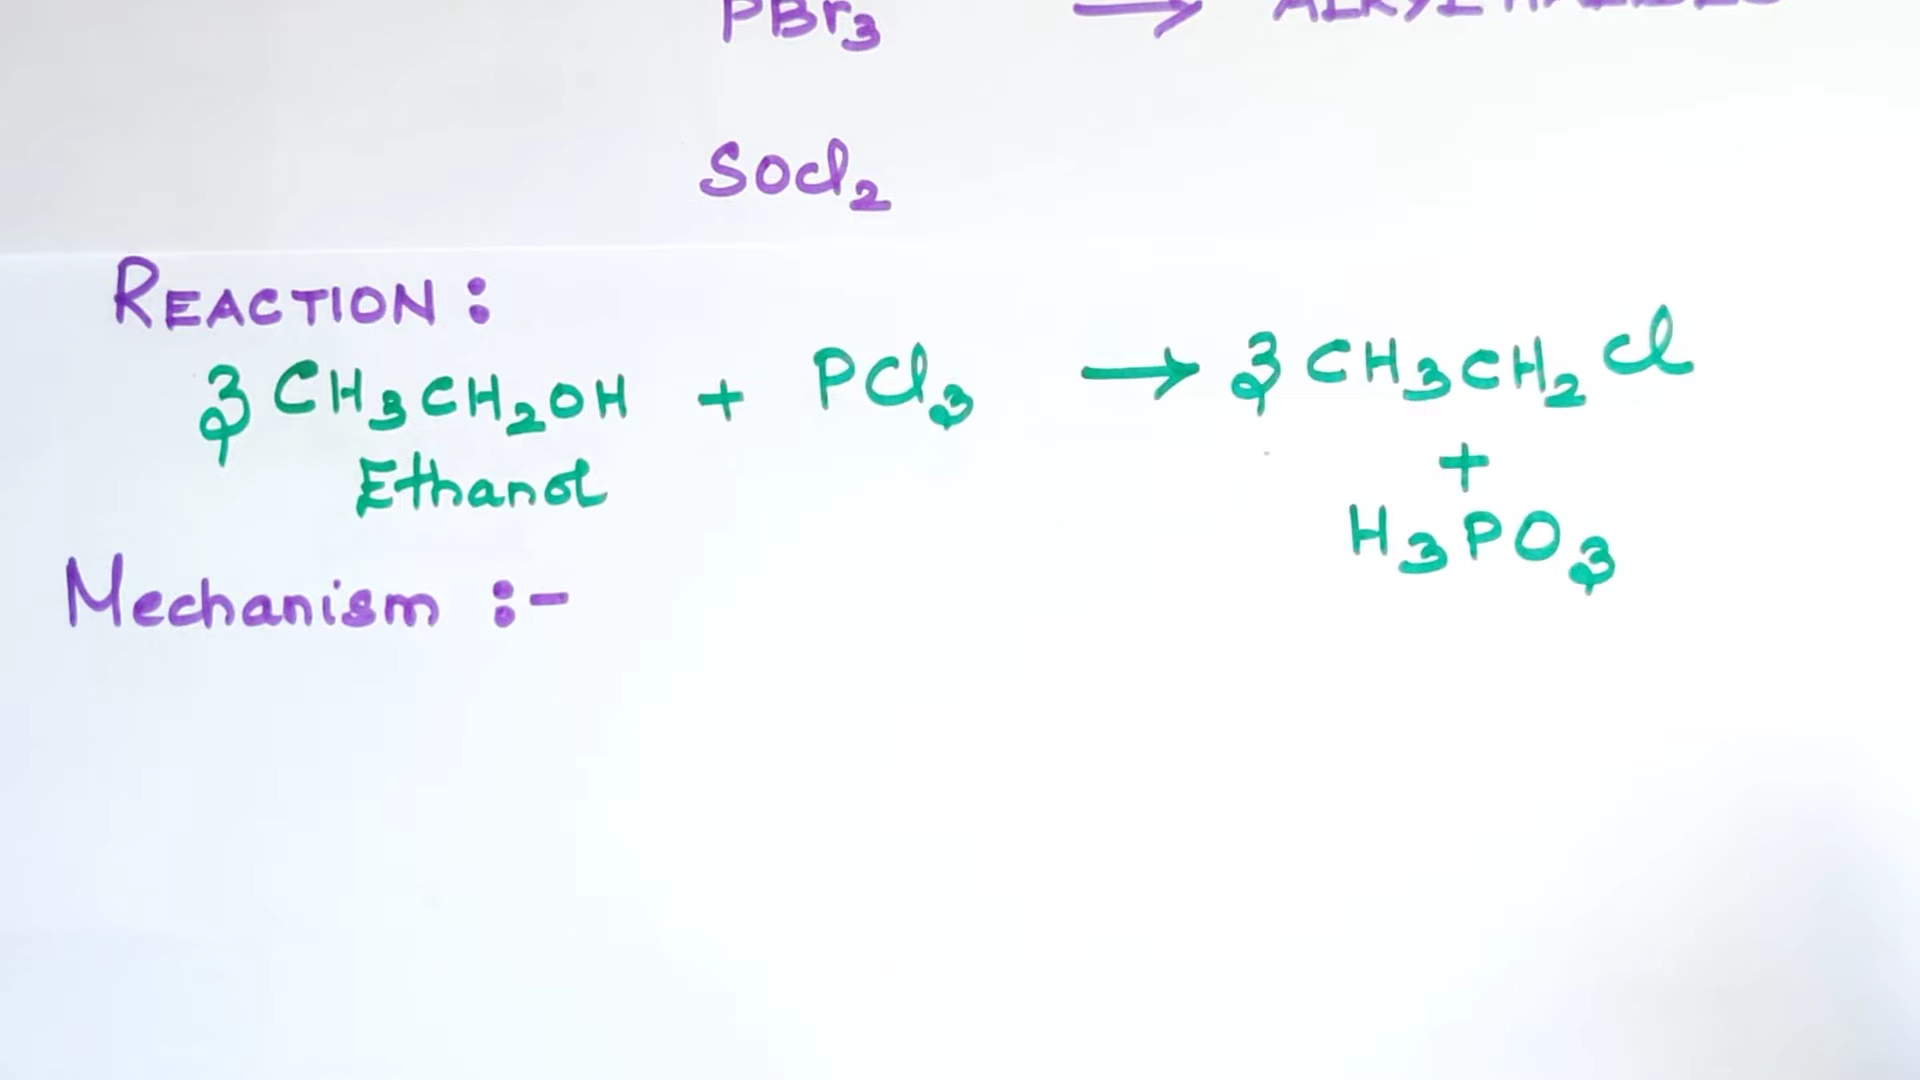 PBr₃ →
SOCl₂
REACTION :
3 CH₃CH₂OH + PCl₃ → 3 CH₃CH₂Cl
Ethanol
+
H₃PO₃
Mechanism :-